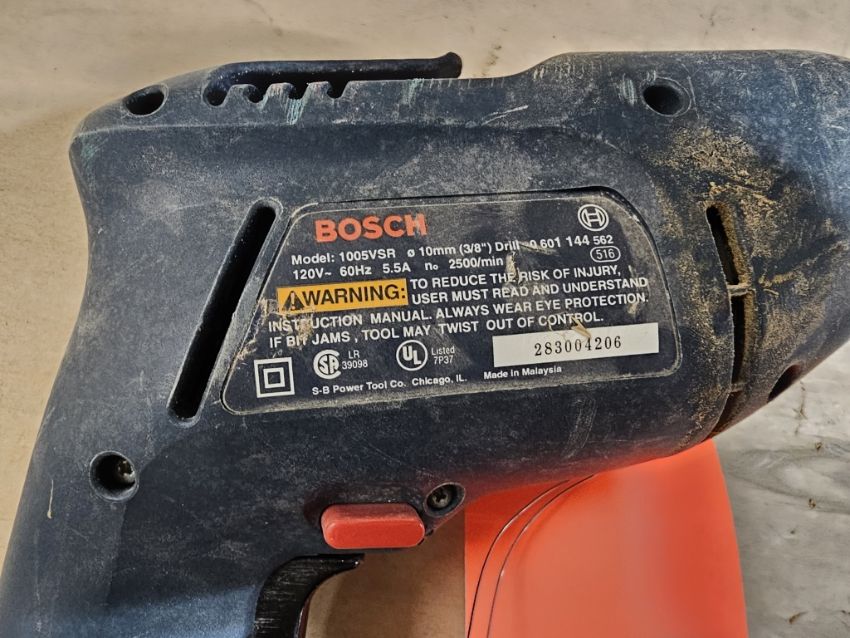 BOSCH
Model: 1005VSR ø 10mm (3/8") Drill 0 601 144 562
120V~ 60Hz 5.5A n₀ 2500/min 516
WARNING: TO REDUCE THE RISK OF INJURY,
USER MUST READ AND UNDERSTAND
INSTRUCTION MANUAL. ALWAYS WEAR EYE PROTECTION.
IF BIT JAMS, TOOL MAY TWIST OUT OF CONTROL.
283004206
SA LR 39098
UL Listed 7P37
S-B Power Tool Co. Chicago, IL. Made in Malaysia